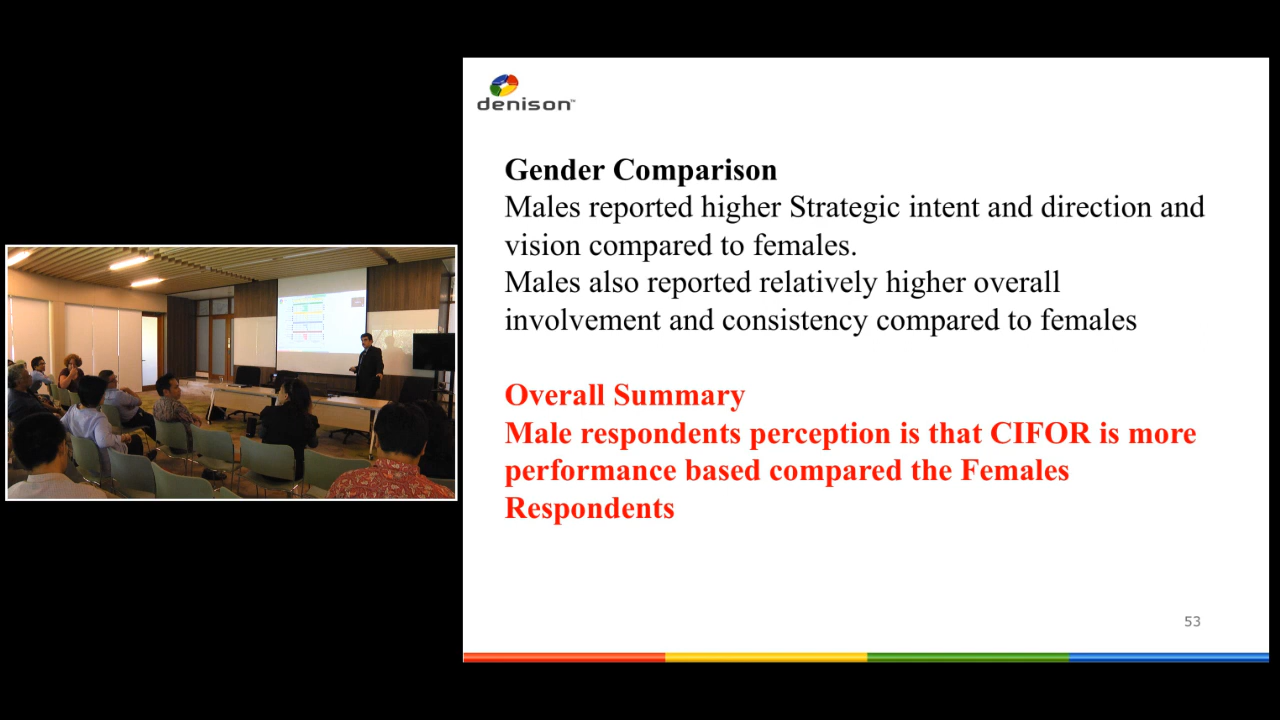 denison™
Gender Comparison
Males reported higher Strategic intent and direction and
vision compared to females.
Males also reported relatively higher overall
involvement and consistency compared to females
Overall Summary
Male respondents perception is that CIFOR is more
performance based compared the Females
Respondents
53